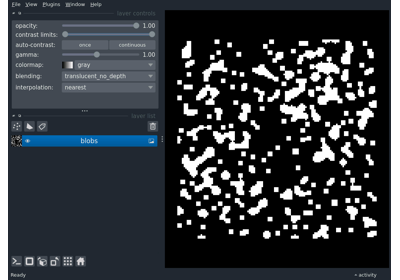 File View Plugins Window Help
layer controls
opacity: 1.00
contrast limits:
auto-contrast: once continuous
gamma: 1.00
colormap: gray
blending: translucent_no_depth
interpolation: nearest
layer list
blobs
Ready activity